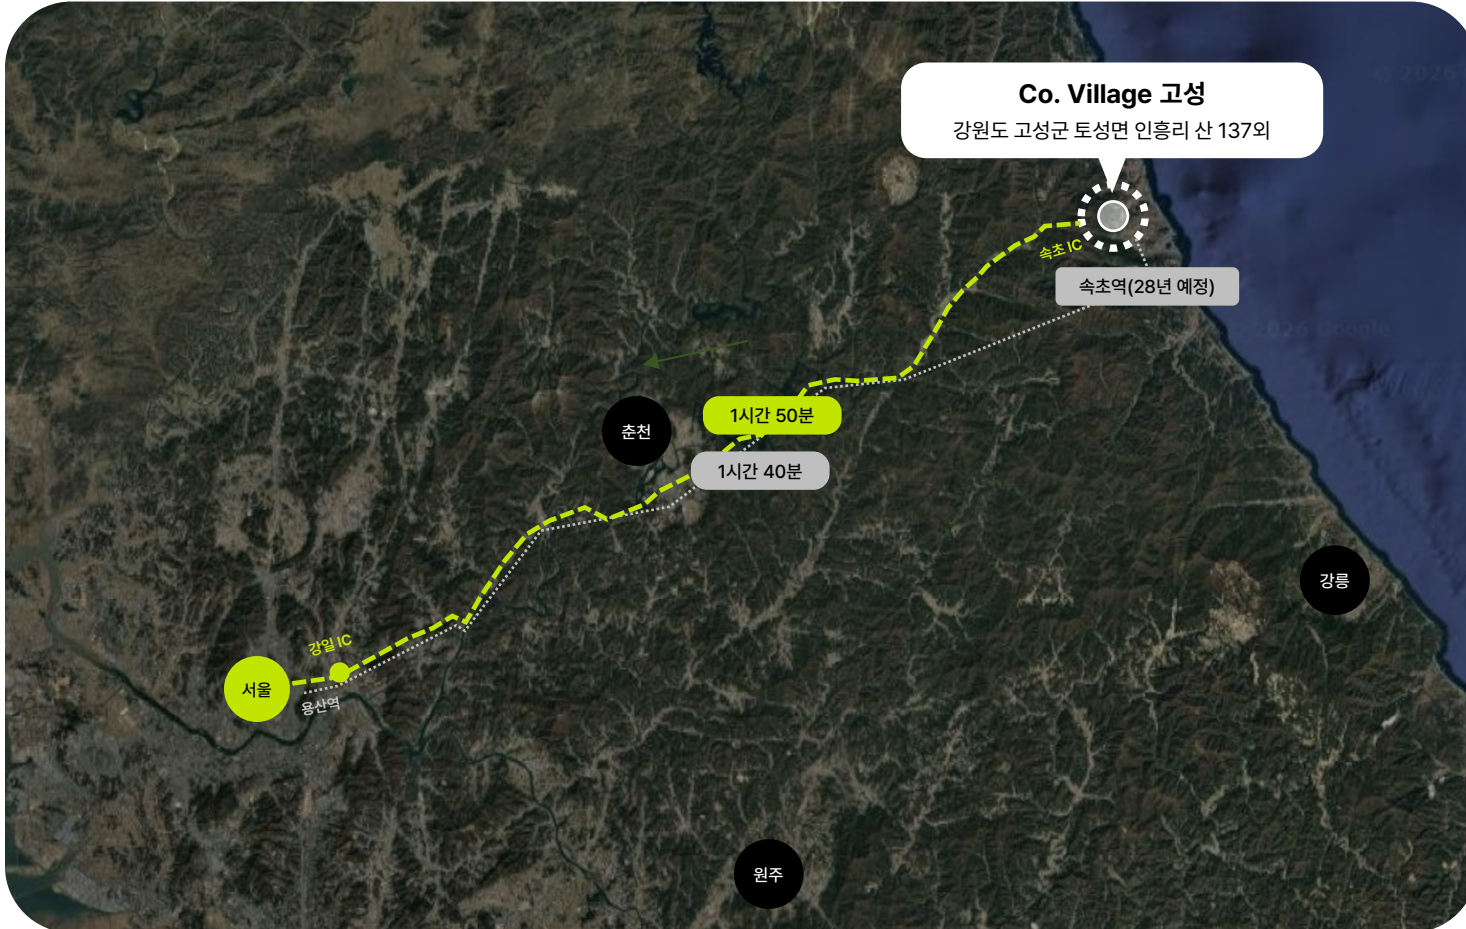 © 2026
Co. Village 고성
강원도 고성군 토성면 인흥리 산 137외
속초 IC
속초역(28년 예정)
2026 Google
1시간 50분
춘천
1시간 40분
강릉
강일 IC
서울
용산역
원주